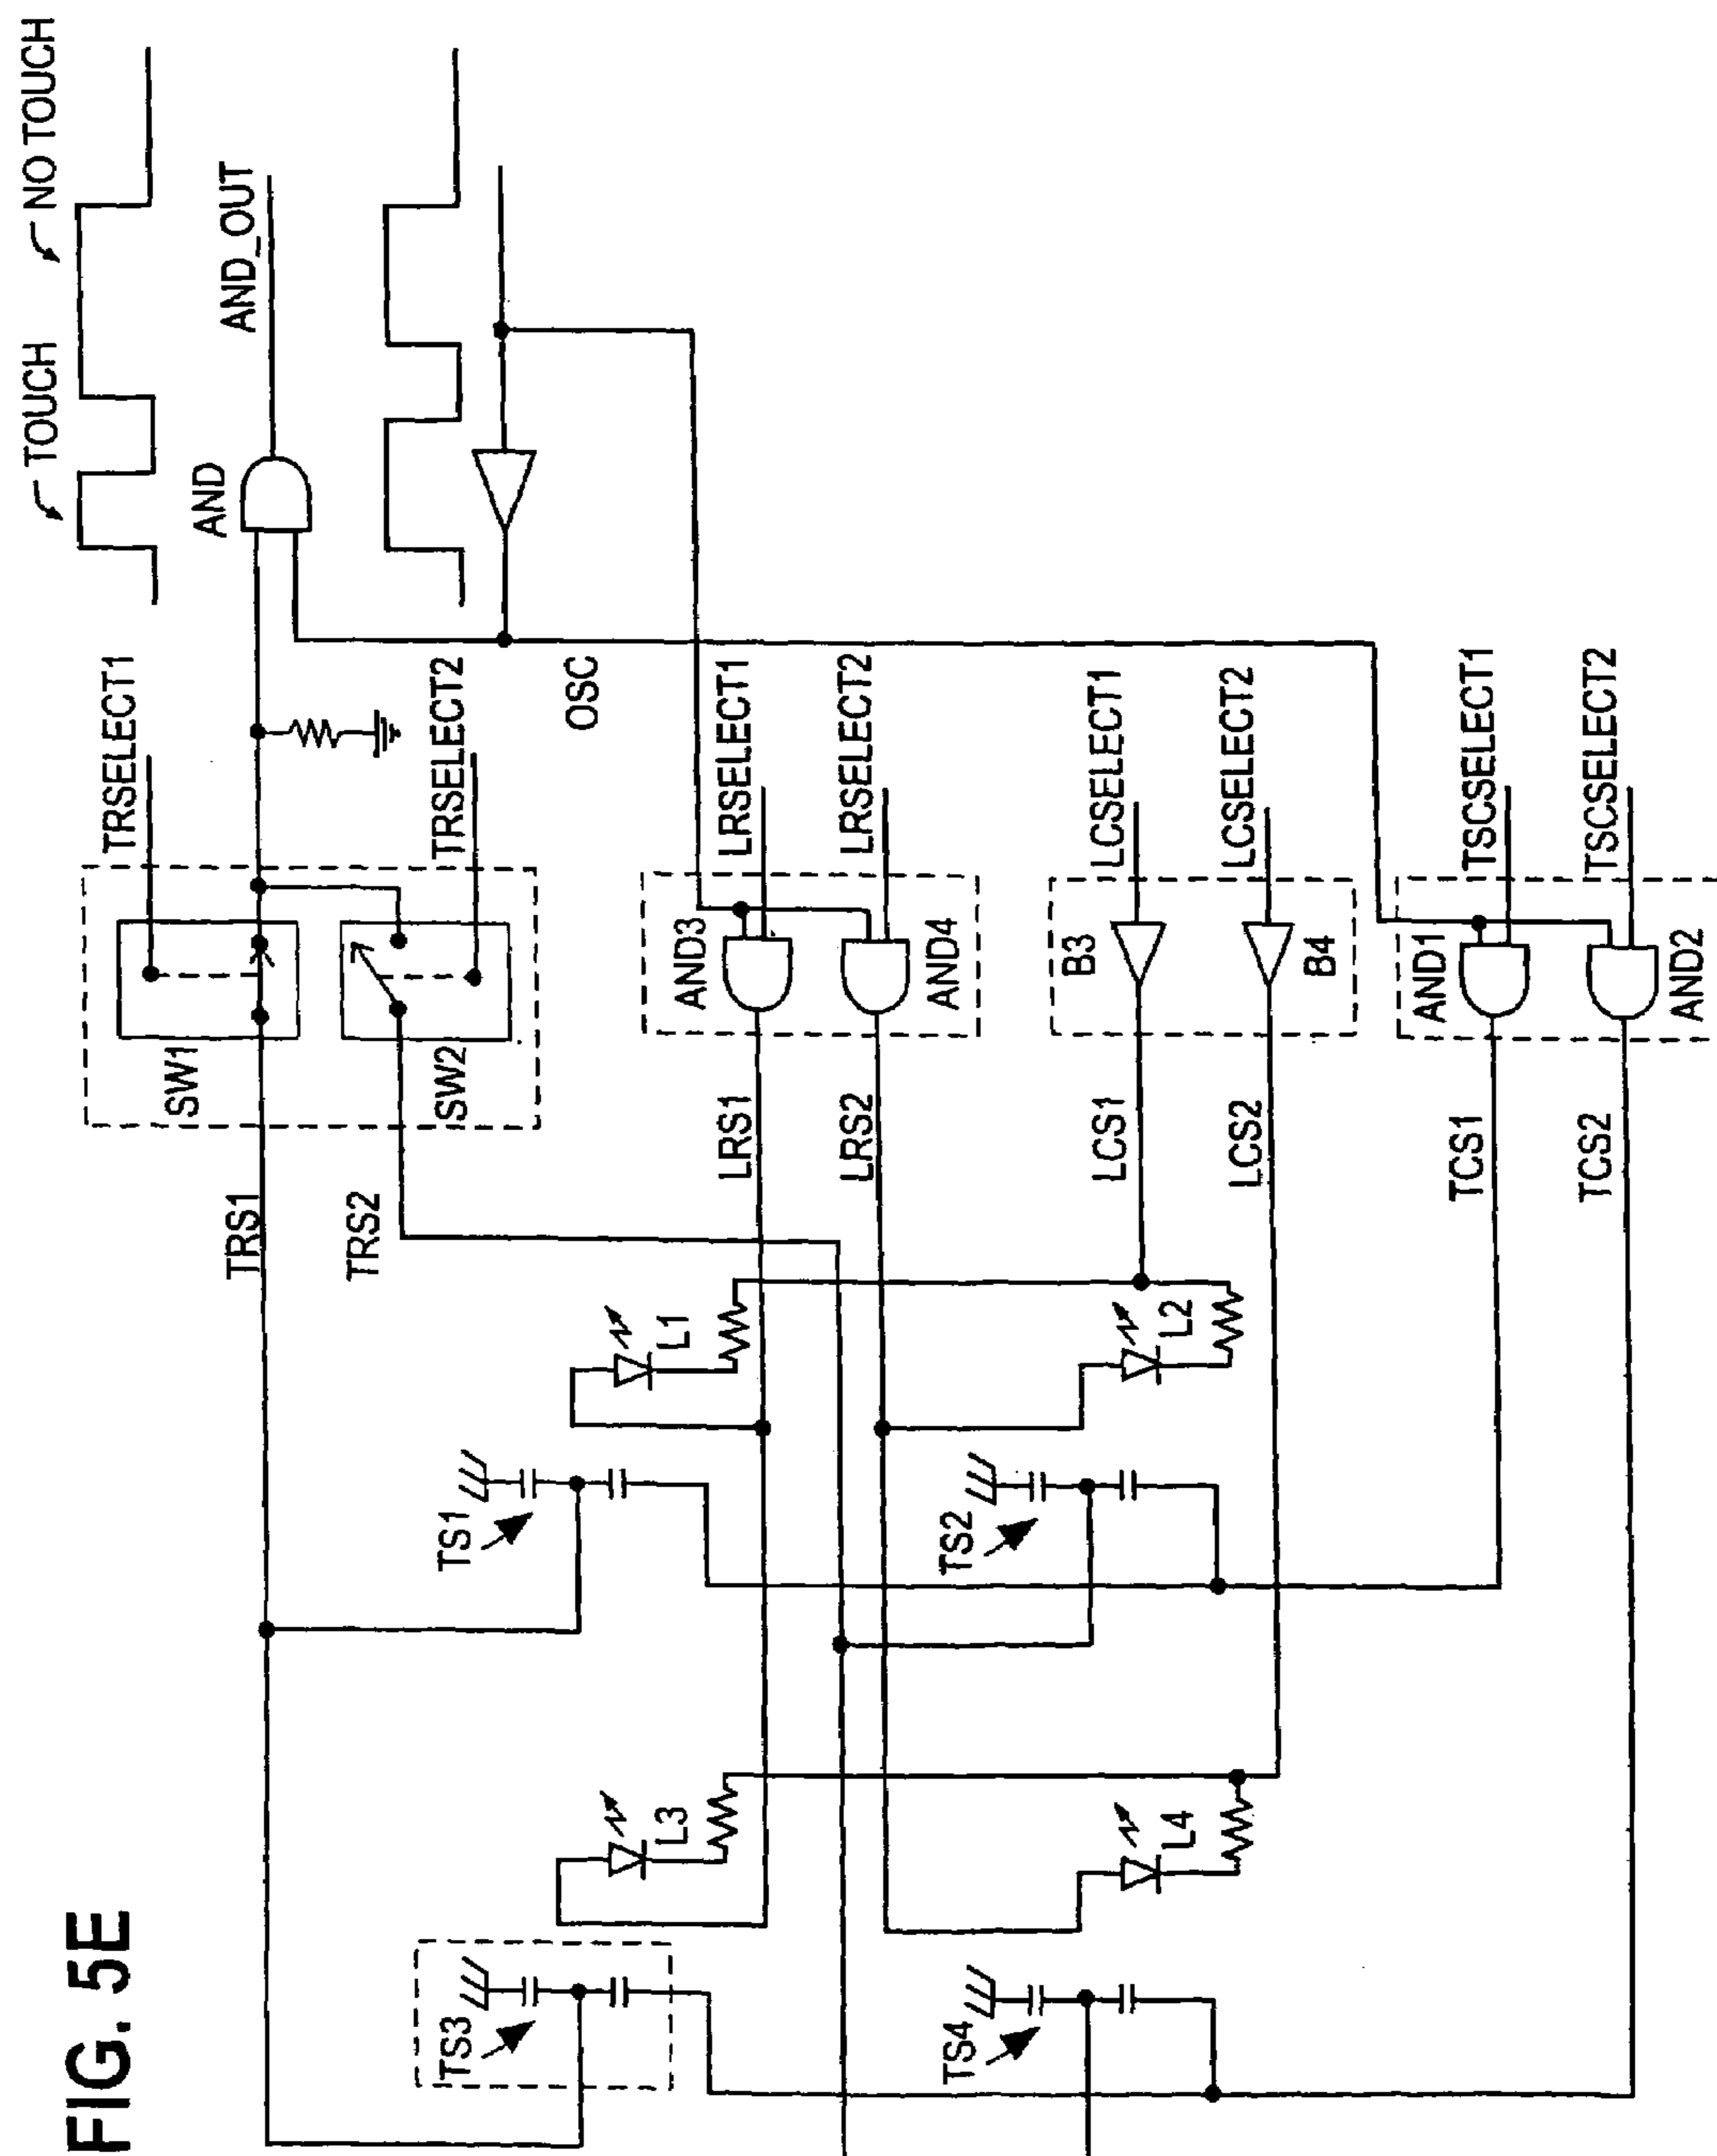 FIG. 5E
TOUCH
NO TOUCH
AND
AND_OUT
TRSELECT1
TRSELECT2
SW1
SW2
TRS1
TRS2
OSC
LRSELECT1
LRSELECT2
AND3
AND4
LRS1
LRS2
LCSELECT1
LCSELECT2
B3
B4
LCS1
LCS2
TSCSELECT1
TSCSELECT2
AND1
AND2
TCS1
TCS2
L1
L2
TS1
TS2
L3
L4
TS3
TS4